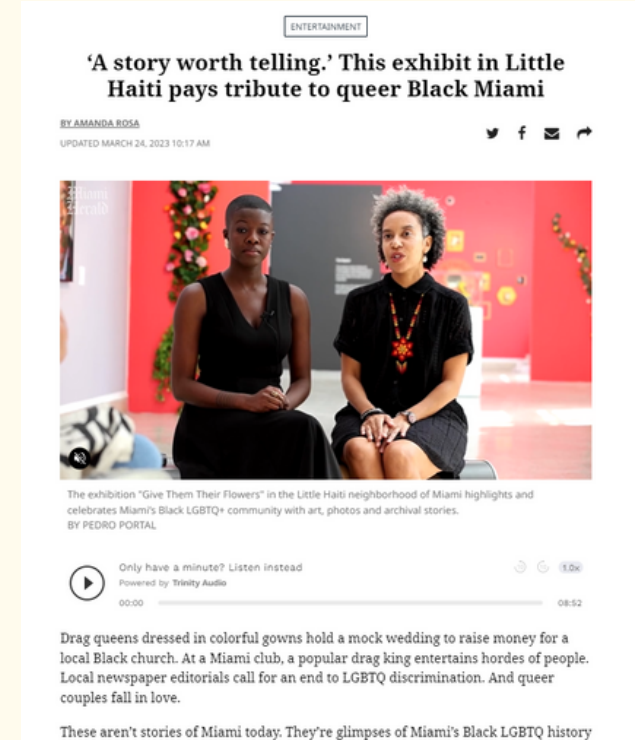 ENTERTAINMENT
‘A story worth telling.’ This exhibit in Little
Haiti pays tribute to queer Black Miami
BY AMANDA ROSA
UPDATED MARCH 24, 2023 10:17 AM
Miami
Herald
The exhibition "Give Them Their Flowers" in the Little Haiti neighborhood of Miami highlights and
celebrates Miami’s Black LGBTQ+ community with art, photos and archival stories.
BY PEDRO PORTAL
Only have a minute? Listen instead
Powered by Trinity Audio
1.0x
00:00
08:52
Drag queens dressed in colorful gowns hold a mock wedding to raise money for a
local Black church. At a Miami club, a popular drag king entertains hordes of people.
Local newspaper editorials call for an end to LGBTQ discrimination. And queer
couples fall in love.
These aren’t stories of Miami today. They’re glimpses of Miami’s Black LGBTQ history